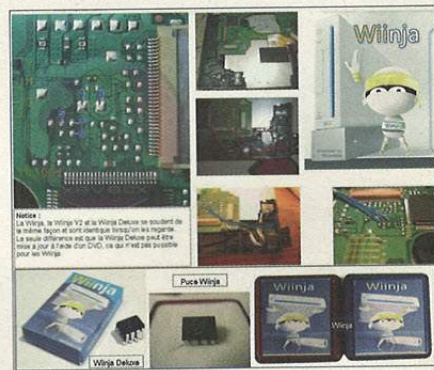 Wiinja
Notice :
La Wiinja, la Wiinja V2 et la Wiinja Deluxe se soudent de
la même façon et sont identique lorsqu'on les regarde.
La seule différence est que la Wiinja Deluxe peut être
mise à jour à l'aide d'un DVD, ce qui n'est pas possible
pour les Wiinja
Puce Wiinja
Wiinja
Wiinja
Wiinja
Wiinja
Wiinja Deluxe